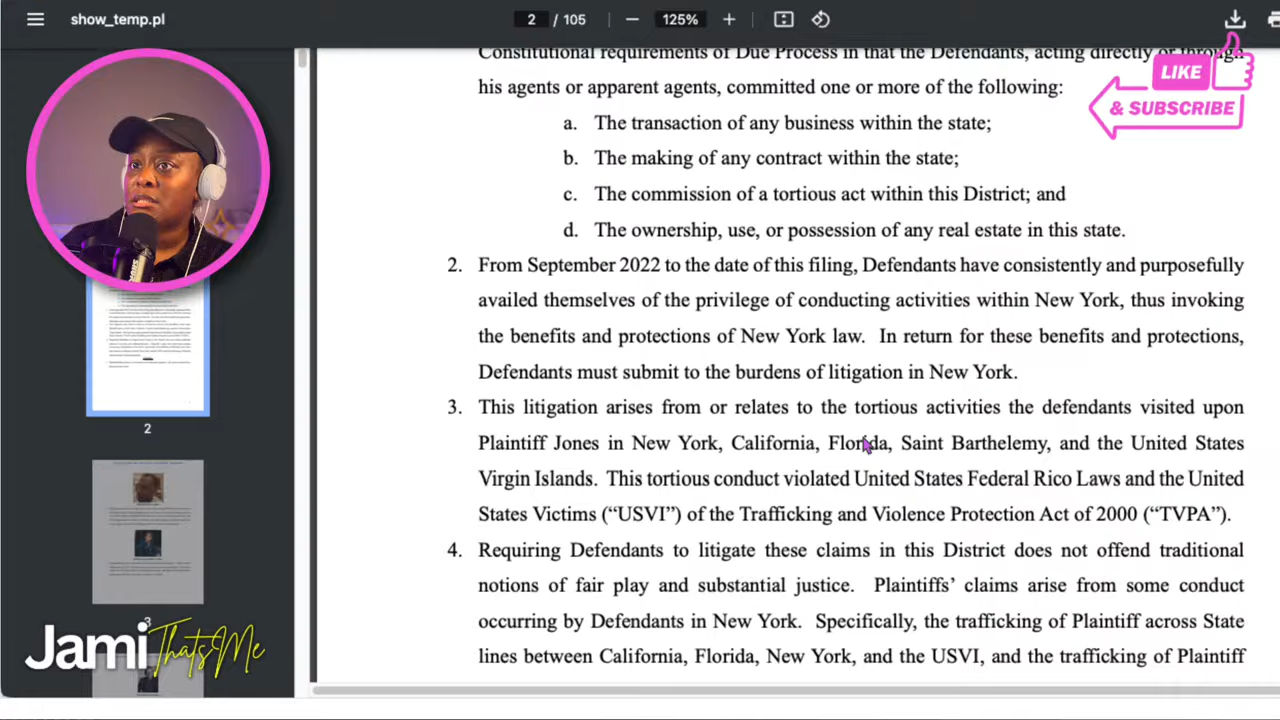 show_temp.pl
2 / 105
125%
Constitutional requirements of Due Process in that the Defendants, acting directly or through
his agents or apparent agents, committed one or more of the following:
LIKE
& SUBSCRIBE
a. The transaction of any business within the state;
b. The making of any contract within the state;
c. The commission of a tortious act within this District; and
d. The ownership, use, or possession of any real estate in this state.
2. From September 2022 to the date of this filing, Defendants have consistently and purposefully
availed themselves of the privilege of conducting activities within New York, thus invoking
the benefits and protections of New York law. In return for these benefits and protections,
Defendants must submit to the burdens of litigation in New York.
3. This litigation arises from or relates to the tortious activities the defendants visited upon
Plaintiff Jones in New York, California, Florida, Saint Barthelemy, and the United States
Virgin Islands. This tortious conduct violated United States Federal Rico Laws and the United
States Victims (“USVI”) of the Trafficking and Violence Protection Act of 2000 (“TVPA”).
4. Requiring Defendants to litigate these claims in this District does not offend traditional
notions of fair play and substantial justice. Plaintiffs’ claims arise from some conduct
occurring by Defendants in New York. Specifically, the trafficking of Plaintiff across State
lines between California, Florida, New York, and the USVI, and the trafficking of Plaintiff
2
3
Jami ThatsMe